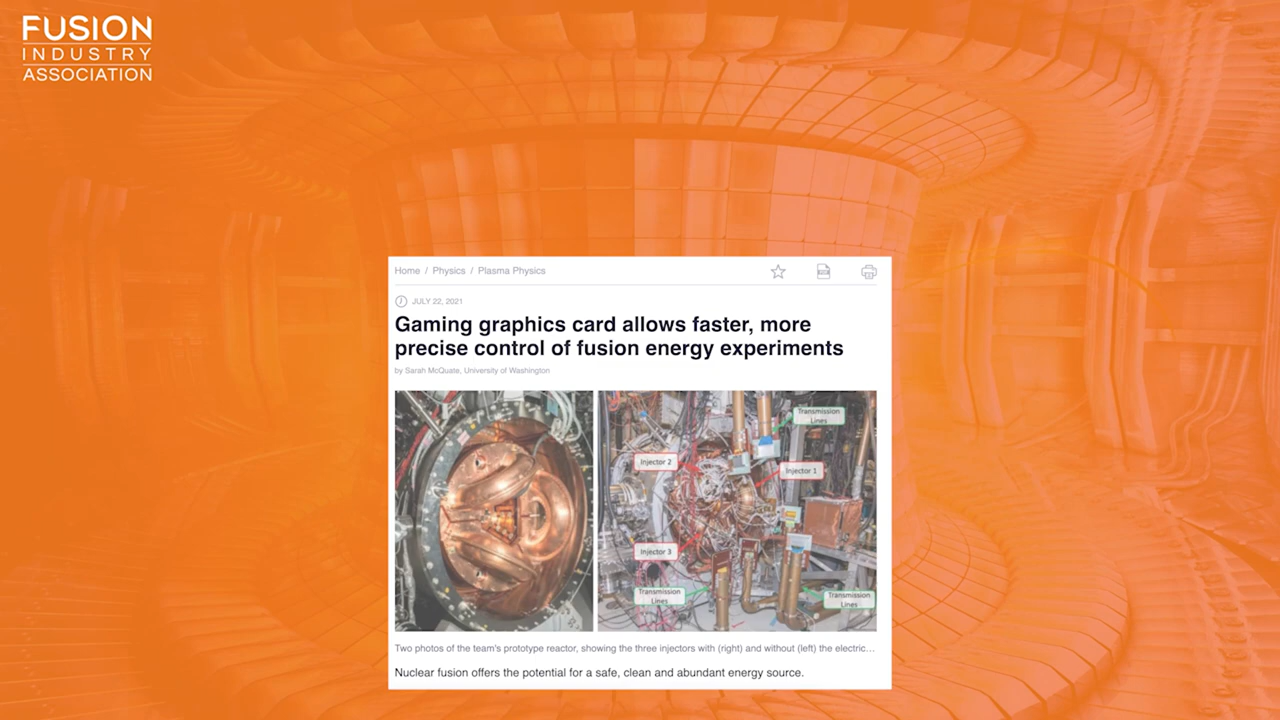 FUSION
INDUSTRY
ASSOCIATION
Home / Physics / Plasma Physics
JULY 22, 2021
Gaming graphics card allows faster, more
precise control of fusion energy experiments
by Sarah McQuate, University of Washington
Transmission
Lines
Injector 2
Injector 1
Injector 3
Transmission
Lines
Transmission
Lines
Two photos of the team's prototype reactor, showing the three injectors with (right) and without (left) the electric...
Nuclear fusion offers the potential for a safe, clean and abundant energy source.